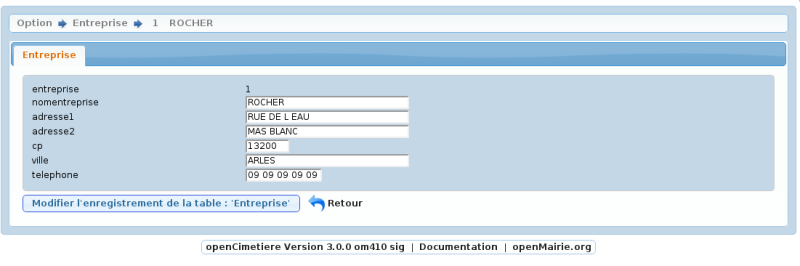 Option Entreprise 1 ROCHER
Entreprise
entreprise 1
nomentreprise ROCHER
adresse1 RUE DE L EAU
adresse2 MAS BLANC
cp 13200
ville ARLES
telephone 09 09 09 09 09
Modifier l'enregistrement de la table : 'Entreprise' Retour
openCimetiere Version 3.0.0 om410 sig | Documentation | openMairie.org